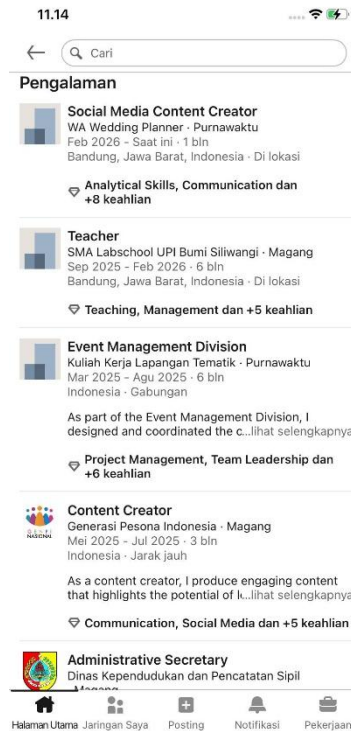 11.14
Cari
Pengalaman
Social Media Content Creator
WA Wedding Planner · Purnawaktu
Feb 2026 - Saat ini · 1 bln
Bandung, Jawa Barat, Indonesia · Di lokasi
Analytical Skills, Communication dan
+8 keahlian
Teacher
SMA Labschool UPI Bumi Siliwangi · Magang
Sep 2025 - Feb 2026 · 6 bln
Bandung, Jawa Barat, Indonesia · Di lokasi
Teaching, Management dan +5 keahlian
Event Management Division
Kuliah Kerja Lapangan Tematik · Purnawaktu
Mar 2025 - Agu 2025 · 6 bln
Indonesia · Gabungan
As part of the Event Management Division, I
designed and coordinated the c...lihat selengkapnya
Project Management, Team Leadership dan
+6 keahlian
Content Creator
Generasi Pesona Indonesia · Magang
Mei 2025 - Jul 2025 · 3 bln
Indonesia · Jarak jauh
GENPI
NASIONAL
As a content creator, I produce engaging content
that highlights the potential of l...lihat selengkapnya
Communication, Social Media dan +5 keahlian
Administrative Secretary
Dinas Kependudukan dan Pencatatan Sipil
· Magang
Halaman Utama Jaringan Saya Posting Notifikasi Pekerjaan